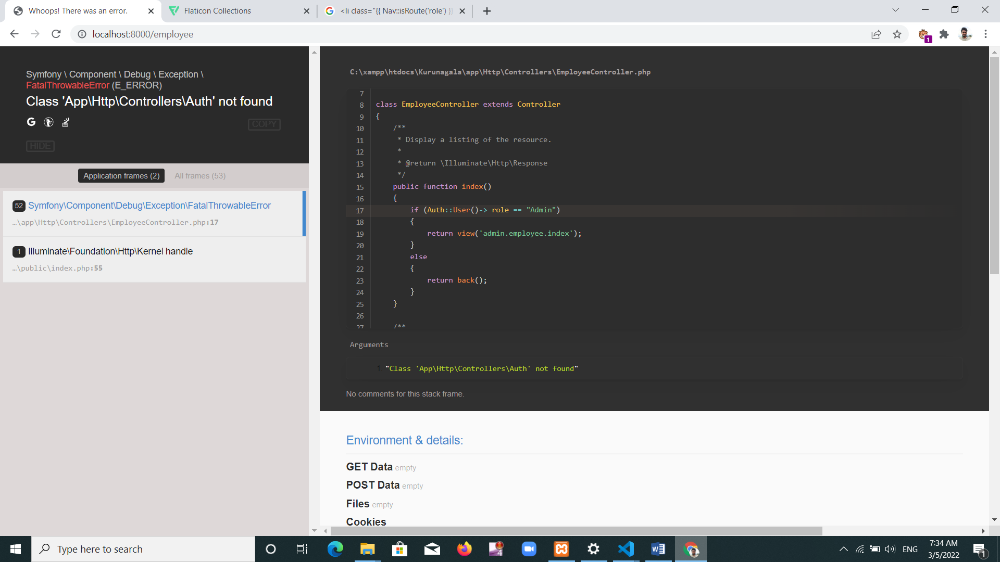 Whoops! There was an error.
Flaticon Collections
<li class="{{ Nav::isRoute('role') }}
localhost:8000/employee
1
Symfony \ Component \ Debug \ Exception \
FatalThrowableError (E_ERROR)
Class 'App\Http\Controllers\Auth' not found
COPY
HIDE
Application frames (2)
All frames (53)
52 Symfony\Component\Debug\Exception\FatalThrowableError
…\app\Http\Controllers\EmployeeController.php:17
1 Illuminate\Foundation\Http\Kernel handle
…\public\index.php:55
C:\xampp\htdocs\Kurunagala\app\Http\Controllers\EmployeeController.php
7
8 class EmployeeController extends Controller
9 {
10     /**
11      * Display a listing of the resource.
12      *
13      * @return \Illuminate\Http\Response
14      */
15     public function index()
16     {
17         if (Auth::User()-> role == "Admin")
18         {
19             return view('admin.employee.index');
20         }
21         else
22         {
23             return back();
24         }
25     }
26
27     /**
Arguments
1. "Class 'App\Http\Controllers\Auth' not found"
No comments for this stack frame.
Environment & details:
GET Data empty
POST Data empty
Files empty
Cookies
Type here to search
4
W
ENG
7:34 AM
3/5/2022
1